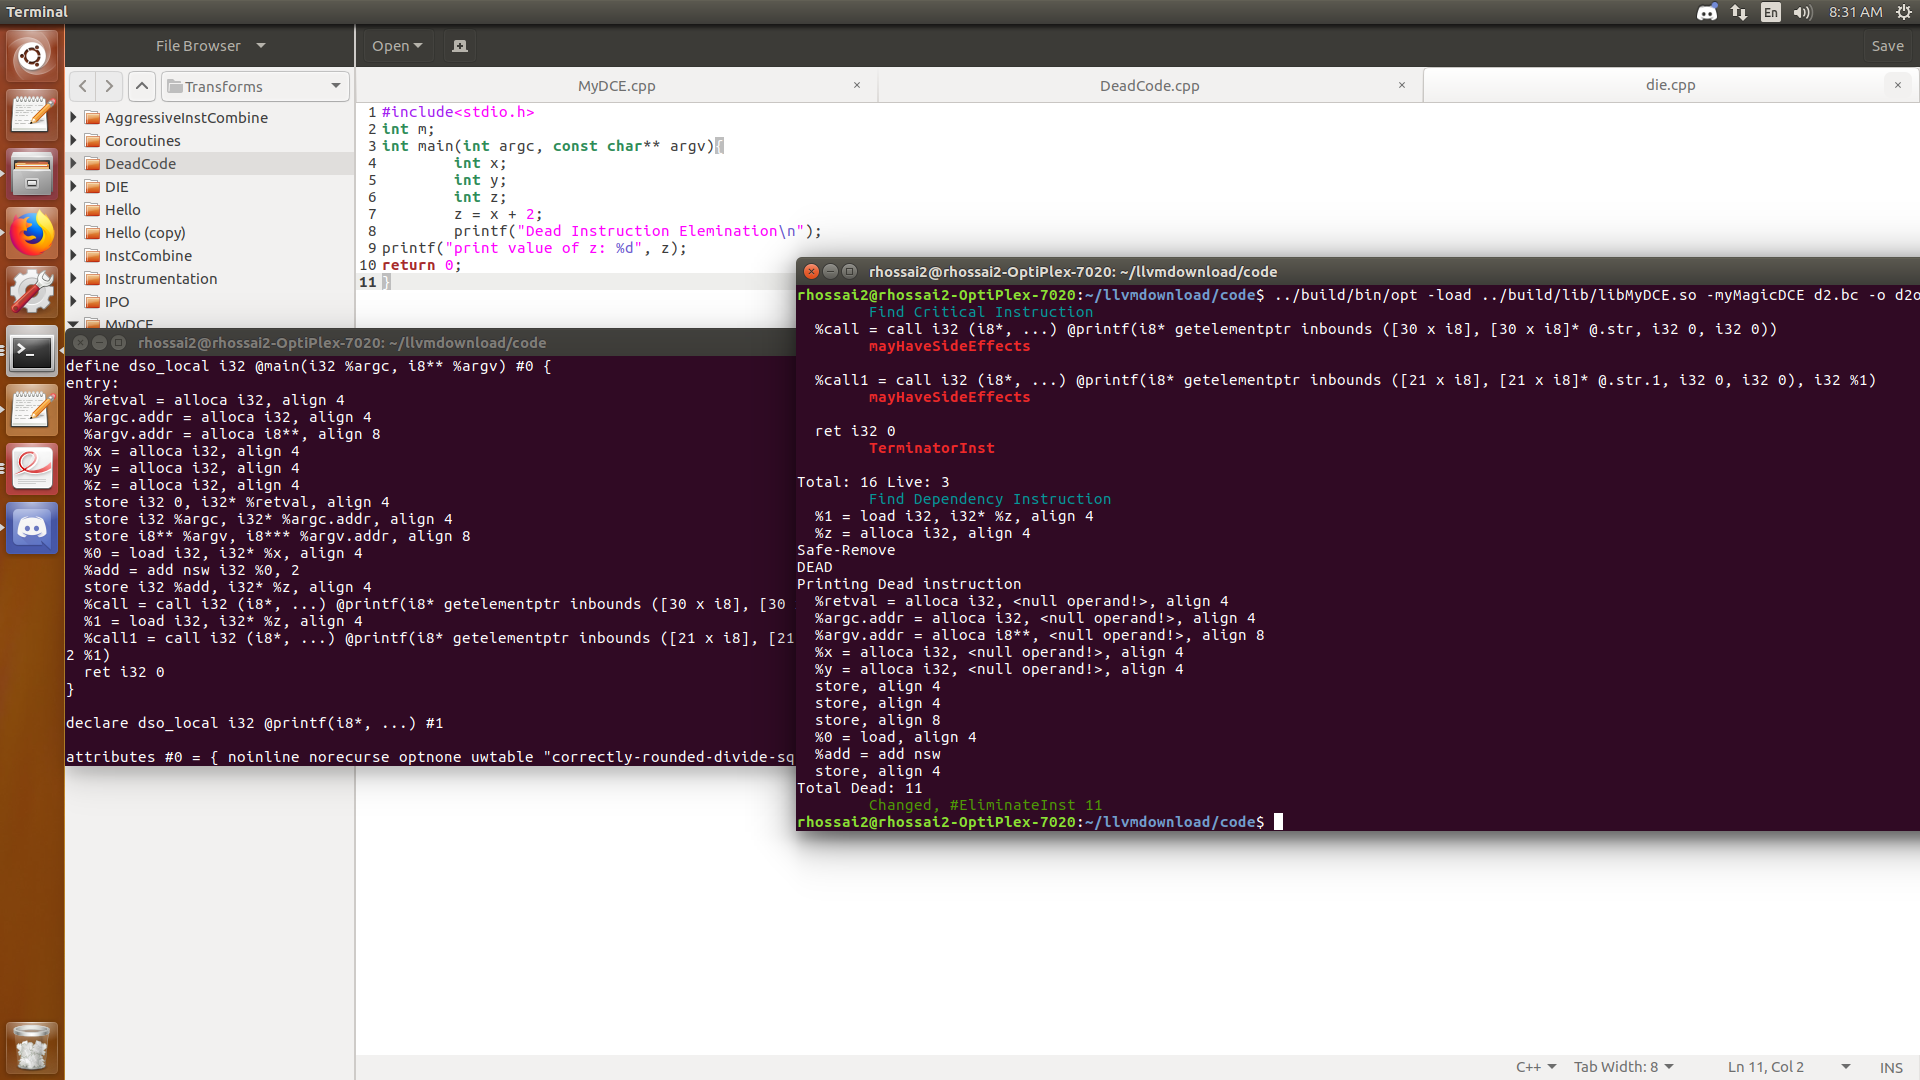 Terminal
En
8:31 AM
File Browser
Open
Save
Transforms
MyDCE.cpp
DeadCode.cpp
die.cpp
AggressiveInstCombine
Coroutines
DeadCode
DIE
Hello
Hello (copy)
InstCombine
Instrumentation
IPO
MyDCE
1 #include<stdio.h>
2 int m;
3 int main(int argc, const char** argv){
4         int x;
5         int y;
6         int z;
7         z = x + 2;
8         printf("Dead Instruction Elemination\n");
9 printf("print value of z: %d", z);
10 return 0;
11 }
rhossai2@rhossai2-OptiPlex-7020: ~/llvmdownload/code
define dso_local i32 @main(i32 %argc, i8** %argv) #0 {
entry:
  %retval = alloca i32, align 4
  %argc.addr = alloca i32, align 4
  %argv.addr = alloca i8**, align 8
  %x = alloca i32, align 4
  %y = alloca i32, align 4
  %z = alloca i32, align 4
  store i32 0, i32* %retval, align 4
  store i32 %argc, i32* %argc.addr, align 4
  store i8** %argv, i8*** %argv.addr, align 8
  %0 = load i32, i32* %x, align 4
  %add = add nsw i32 %0, 2
  store i32 %add, i32* %z, align 4
  %call = call i32 (i8*, ...) @printf(i8* getelementptr inbounds ([30 x i8], [30
  %1 = load i32, i32* %z, align 4
  %call1 = call i32 (i8*, ...) @printf(i8* getelementptr inbounds ([21 x i8], [21
2 %1)
  ret i32 0
}
declare dso_local i32 @printf(i8*, ...) #1
attributes #0 = { noinline norecurse optnone uwtable "correctly-rounded-divide-sq
rhossai2@rhossai2-OptiPlex-7020: ~/llvmdownload/code
rhossai2@rhossai2-OptiPlex-7020:~/llvmdownload/code$ ../build/bin/opt -load ../build/lib/libMyDCE.so -myMagicDCE d2.bc -o d2o
        Find Critical Instruction
  %call = call i32 (i8*, ...) @printf(i8* getelementptr inbounds ([30 x i8], [30 x i8]* @.str, i32 0, i32 0))
        mayHaveSideEffects
  %call1 = call i32 (i8*, ...) @printf(i8* getelementptr inbounds ([21 x i8], [21 x i8]* @.str.1, i32 0, i32 0), i32 %1)
        mayHaveSideEffects
  ret i32 0
        TerminatorInst
Total: 16 Live: 3
        Find Dependency Instruction
  %1 = load i32, i32* %z, align 4
  %z = alloca i32, align 4
Safe-Remove
DEAD
Printing Dead instruction
  %retval = alloca i32, <null operand!>, align 4
  %argc.addr = alloca i32, <null operand!>, align 4
  %argv.addr = alloca i8**, <null operand!>, align 8
  %x = alloca i32, <null operand!>, align 4
  %y = alloca i32, <null operand!>, align 4
  store, align 4
  store, align 4
  store, align 8
  %0 = load, align 4
  %add = add nsw
  store, align 4
Total Dead: 11
        Changed, #EliminateInst 11
rhossai2@rhossai2-OptiPlex-7020:~/llvmdownload/code$
C++
Tab Width: 8
Ln 11, Col 2
INS